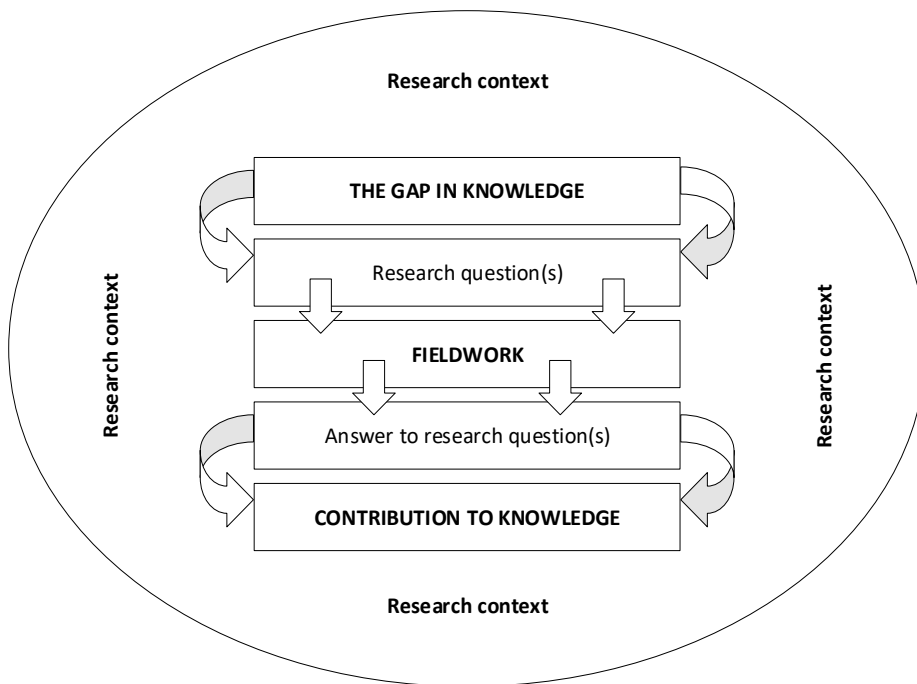 Research context
THE GAP IN KNOWLEDGE
Research question(s)
Research context
FIELDWORK
Research context
Answer to research question(s)
CONTRIBUTION TO KNOWLEDGE
Research context